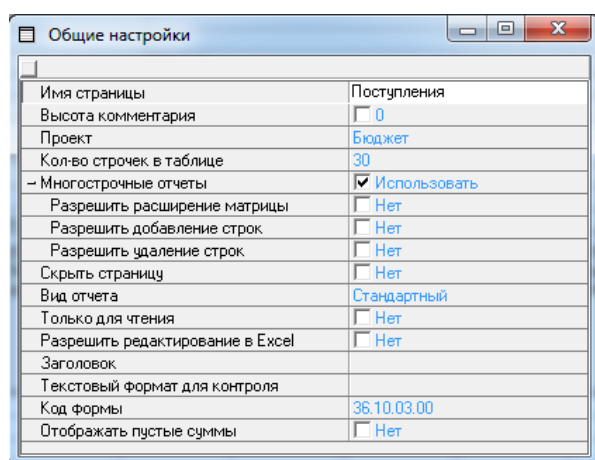 Общие настройки
Имя страницы Поступления
Высота комментария 0
Проект Бюджет
Кол-во строчек в таблице 30
Многострочные отчеты Использовать
Разрешить расширение матрицы Нет
Разрешить добавление строк Нет
Разрешить удаление строк Нет
Скрыть страницу Нет
Вид отчета Стандартный
Только для чтения Нет
Разрешить редактирование в Excel Нет
Заголовок
Текстовый формат для контроля
Код формы 36.10.03.00
Отображать пустые суммы Нет